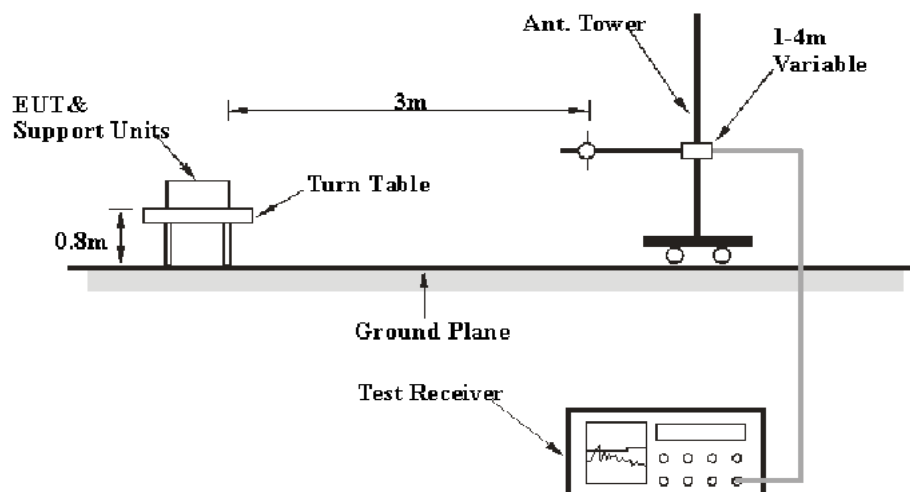 Ant. Tower
1-4m
Variable
EUT&
Support Units
3m
Turn Table
0.8m
Ground Plane
Test Receiver